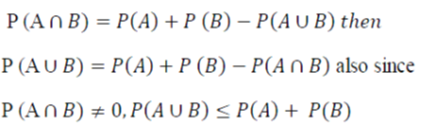 P (A ∩ B) = P(A) + P (B) – P(A ∪ B) then
P (A ∪ B) = P(A) + P (B) – P(A ∩ B) also since
P (A ∩ B) ≠ 0, P(A ∪ B) ≤ P(A) + P(B)